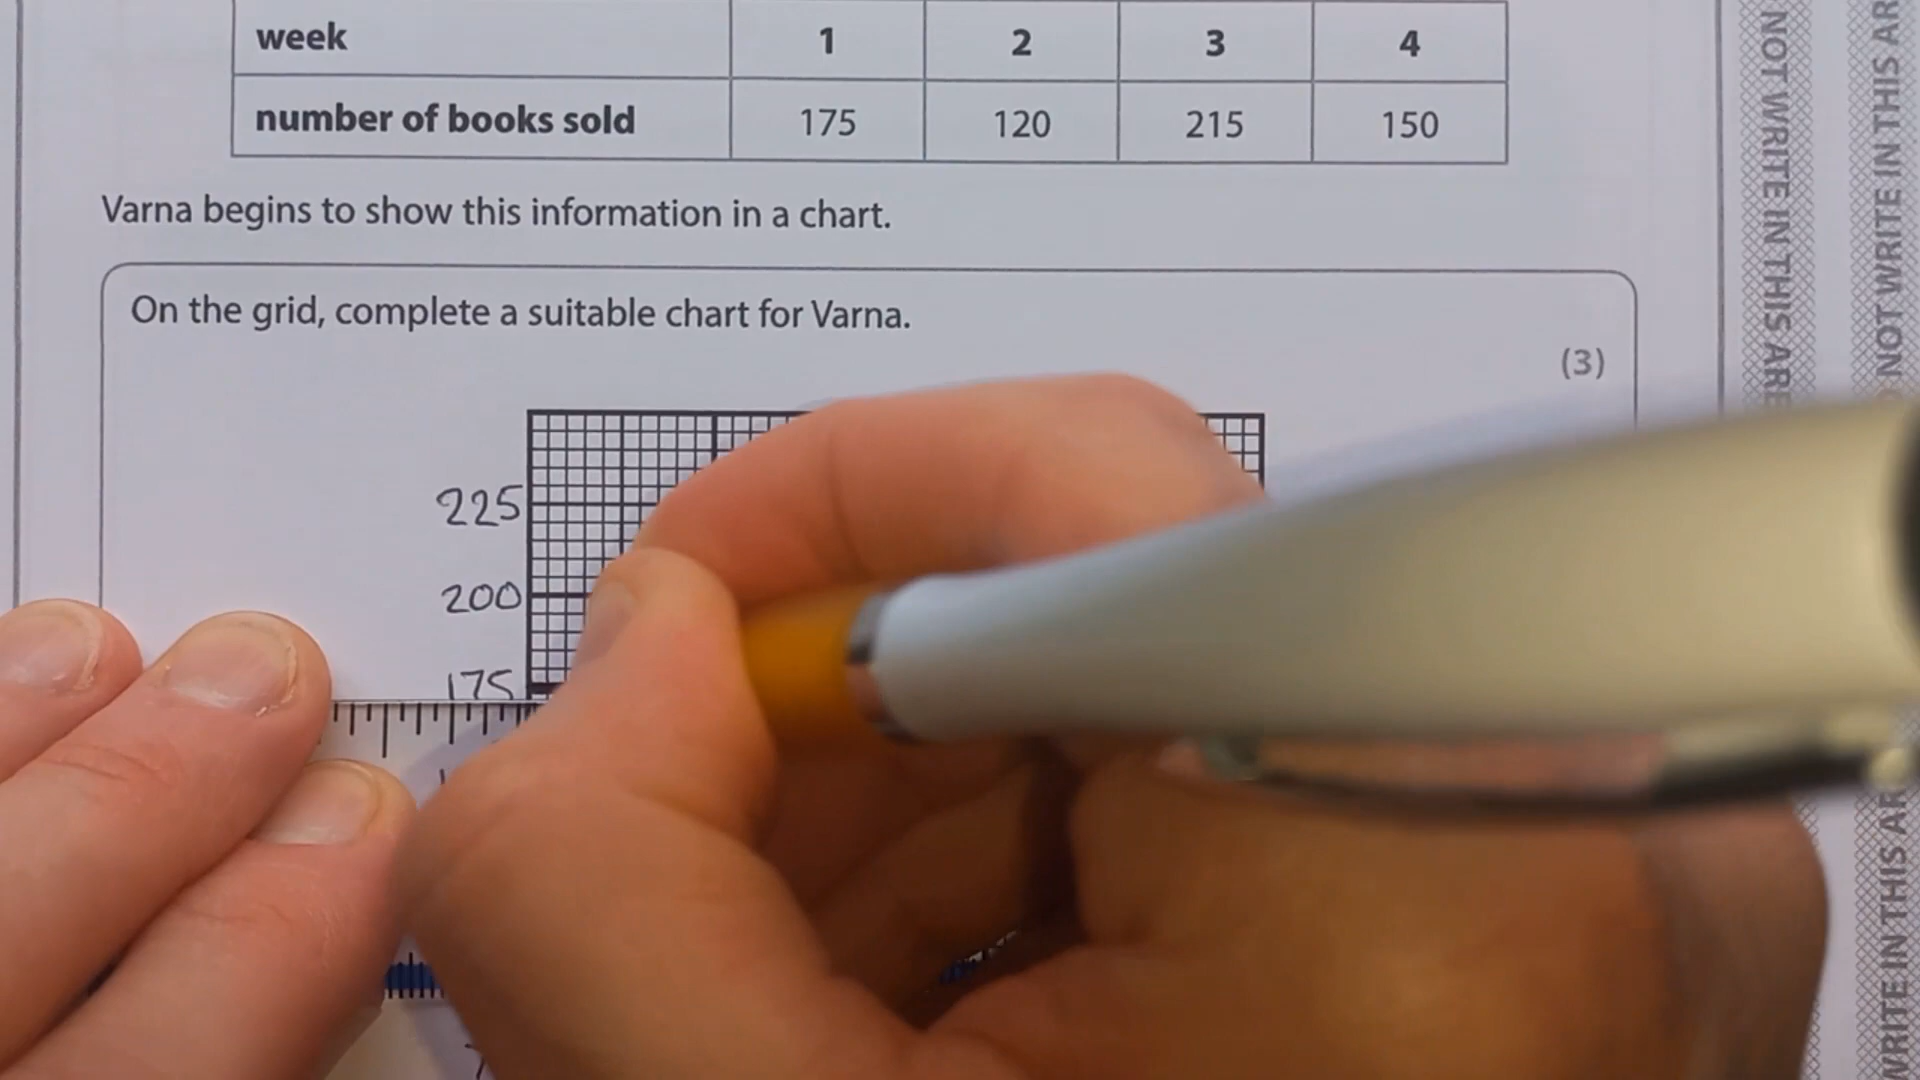 week 1 2 3 4
number of books sold 175 120 215 150
Varna begins to show this information in a chart.
On the grid, complete a suitable chart for Varna.
(3)
225
200
175
NOT WRITE IN THIS ARE
NOT WRITE IN THIS AR
WRITE IN THIS AR